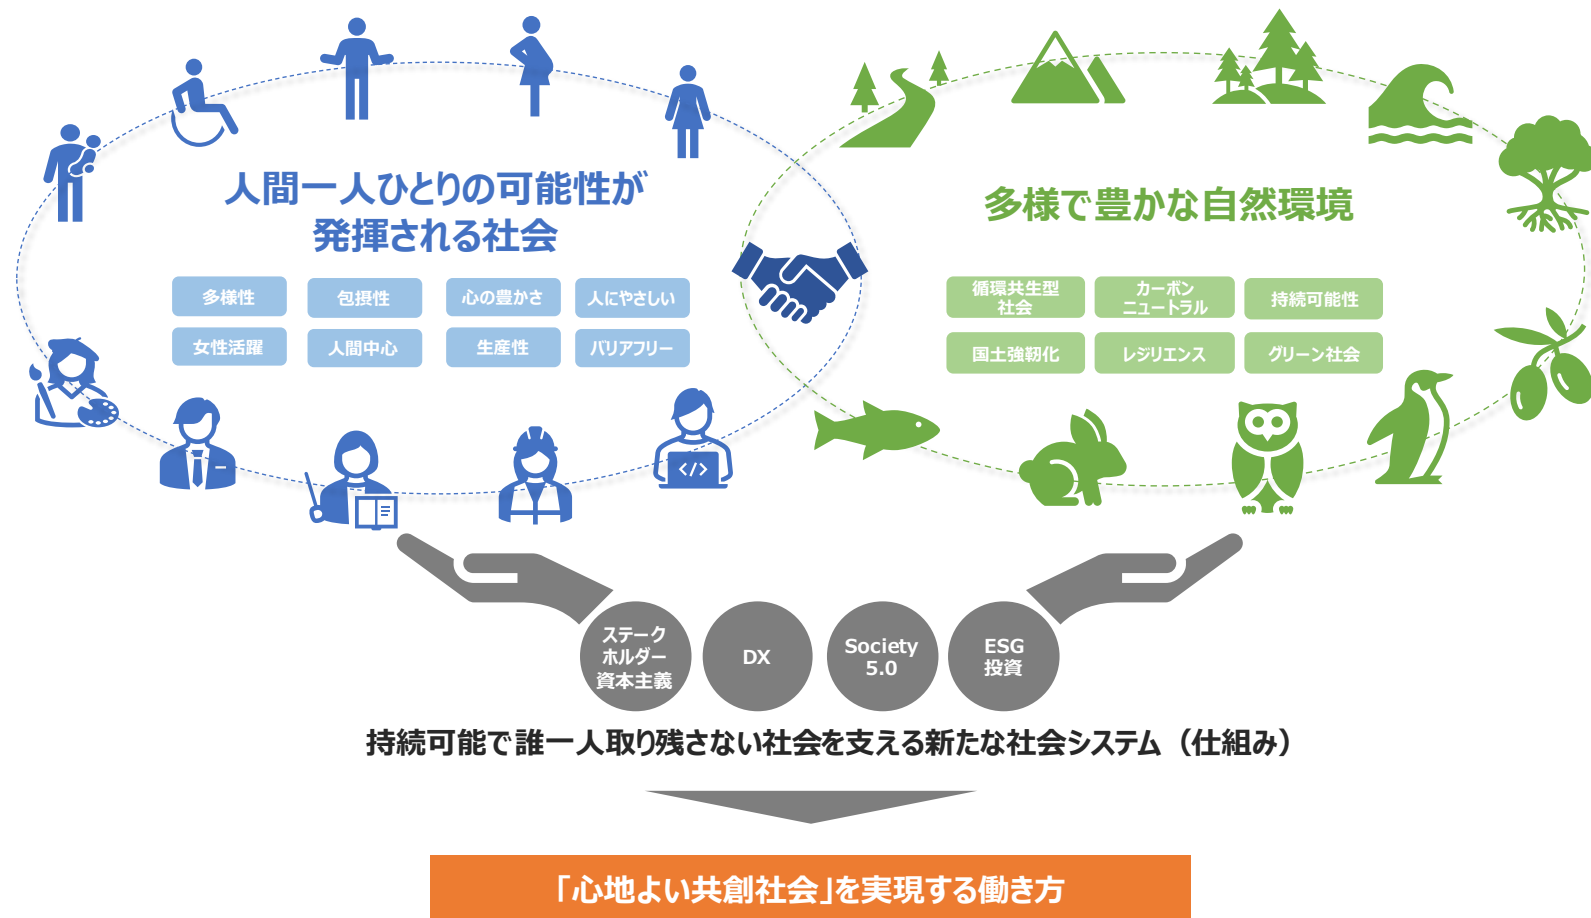 人間一人ひとりの可能性が
発揮される社会
多様性
包摂性
心の豊かさ
人にやさしい
女性活躍
人間中心
生産性
バリアフリー
多様で豊かな自然環境
循環共生型
社会
カーボン
ニュートラル
持続可能性
国土強靭化
レジリエンス
グリーン社会
</>
ステーク
ホルダー
資本主義
DX
Society
5.0
ESG
投資
持続可能で誰一人取り残さない社会を支える新たな社会システム（仕組み）
「心地よい共創社会」を実現する働き方